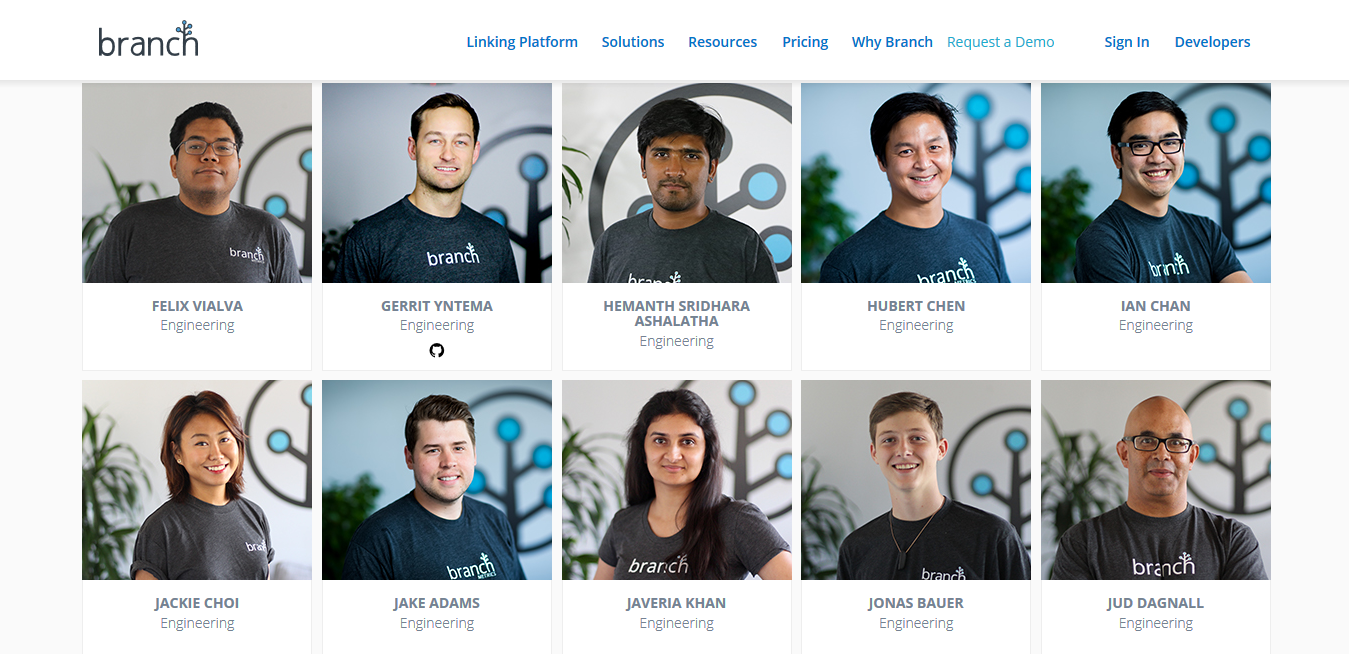 branch
Linking Platform Solutions Resources Pricing Why Branch Request a Demo Sign In Developers
branch
branch
branch
branch
branch
METRICS
FELIX VIALVA
Engineering
GERRIT YNTEMA
Engineering
HEMANTH SRIDHARA
ASHALATHA
Engineering
HUBERT CHEN
Engineering
IAN CHAN
Engineering
branch
METRICS
branch
branch
branch
JACKIE CHOI
Engineering
JAKE ADAMS
Engineering
JAVERIA KHAN
Engineering
JONAS BAUER
Engineering
JUD DAGNALL
Engineering